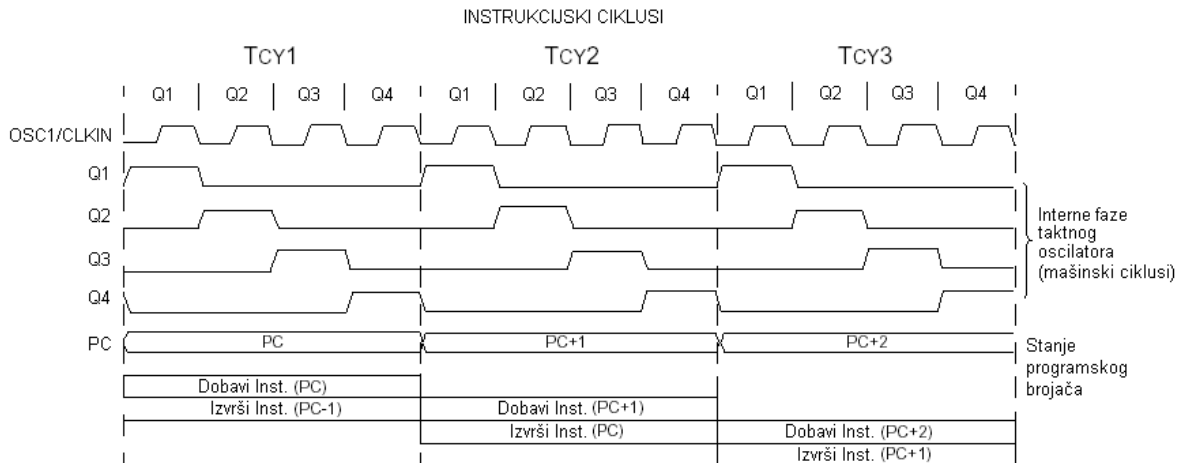 INSTRUKCIJSKI CIKLUSI
TCY1 TCY2 TCY3
Q1 Q2 Q3 Q4 Q1 Q2 Q3 Q4 Q1 Q2 Q3 Q4
OSC1/CLKIN
Q1
Q2
Q3
Q4
Interne faze
taktnog
oscilatora
(mašinski ciklusi)
PC PC PC+1 PC+2
Stanje
programskog
brojača
Dobavi Inst. (PC)
Izvrši Inst. (PC-1) Dobavi Inst. (PC+1)
Izvrši Inst. (PC) Dobavi Inst. (PC+2)
Izvrši Inst. (PC+1)